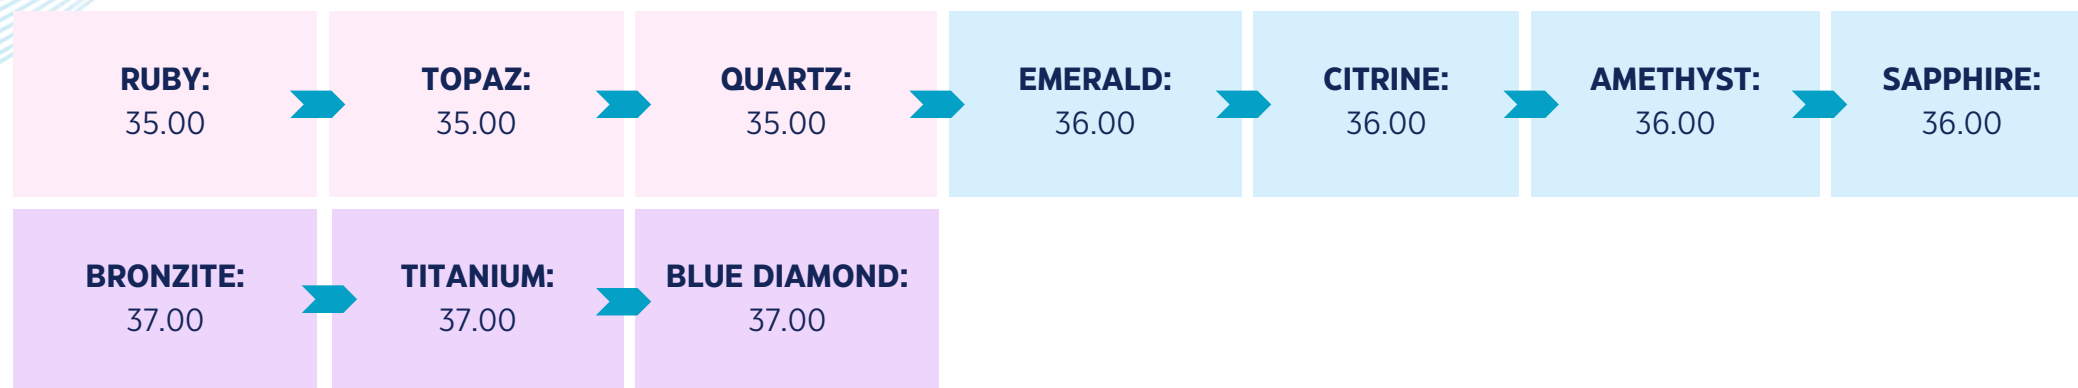 RUBY:
35.00
TOPAZ:
35.00
QUARTZ:
35.00
EMERALD:
36.00
CITRINE:
36.00
AMETHYST:
36.00
SAPPHIRE:
36.00
BRONZITE:
37.00
TITANIUM:
37.00
BLUE DIAMOND:
37.00